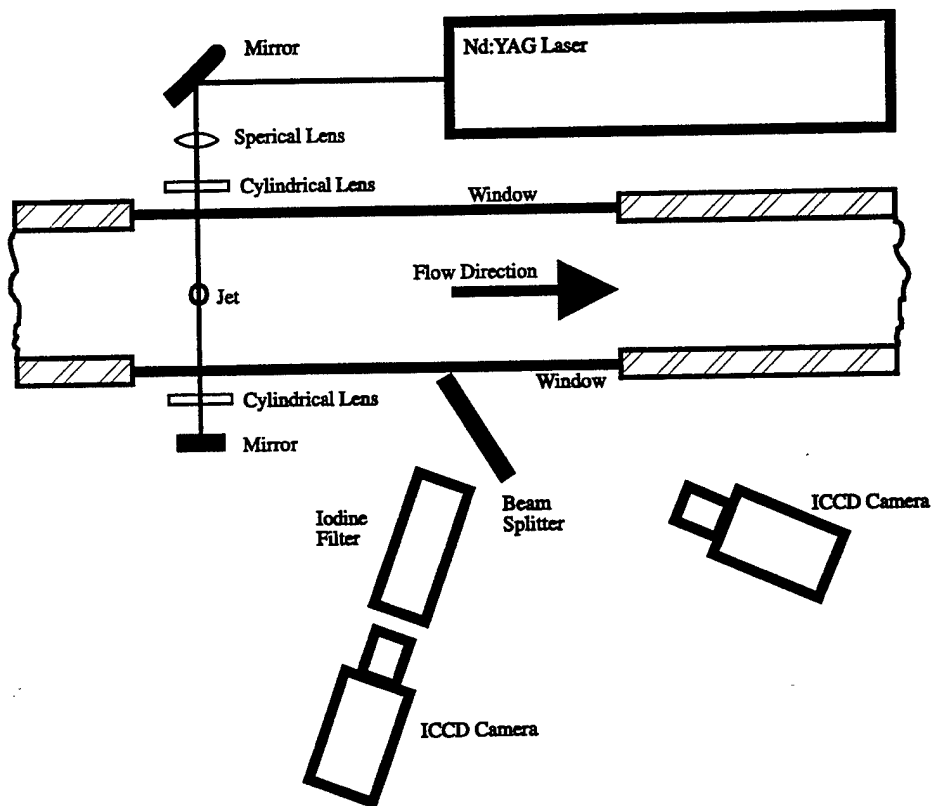 Nd:YAG Laser
Mirror
Sperical Lens
Cylindrical Lens
Window
Flow Direction
Jet
Window
Cylindrical Lens
Mirror
Iodine
Filter
Beam
Splitter
ICCD Camera
ICCD Camera